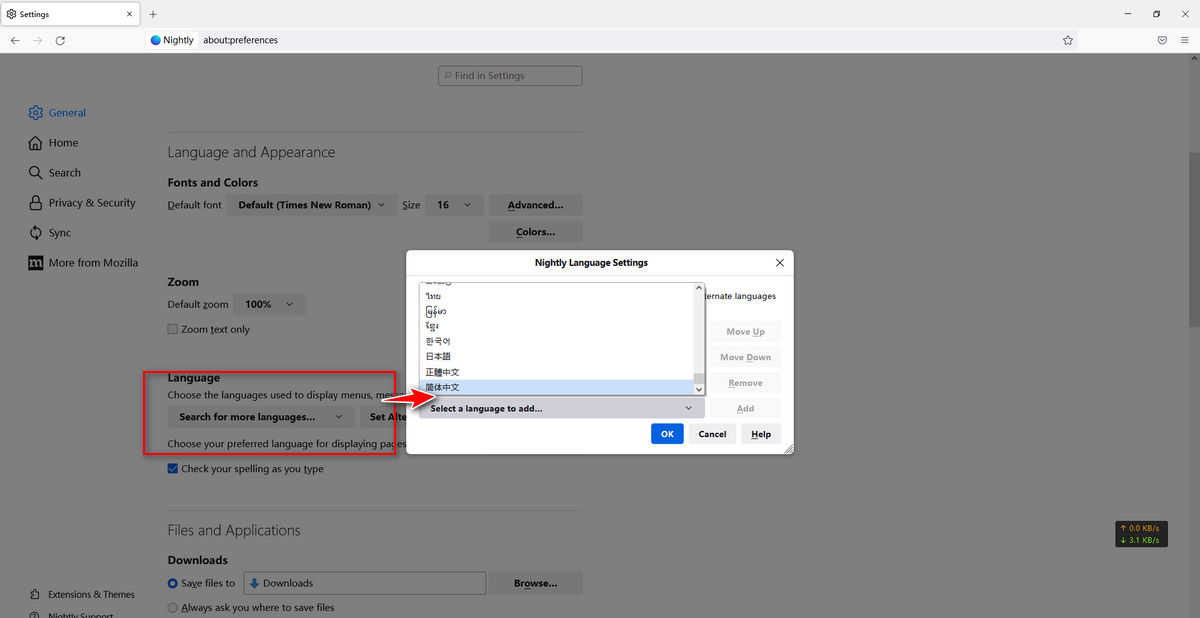 Settings
Nightly about:preferences
Find in Settings
General
Home
Search
Privacy & Security
Sync
More from Mozilla
Extensions & Themes
Nightly Support
Language and Appearance
Fonts and Colors
Default font Default (Times New Roman) Size 16 Advanced...
Colors...
Zoom
Default zoom 100%
Zoom text only
Language
Choose the languages used to display menus,
Search for more languages... Set
Choose your preferred language for displaying pages
Check your spelling as you type
Files and Applications
Downloads
Save files to Downloads Browse...
Always ask you where to save files
Nightly Language Settings
languages
ไทย
မြန်မာ
ខ្មែរ
한국어
日本語
正體中文
简体中文
Select a language to add...
Move Up
Move Down
Remove
Add
OK Cancel Help
↑ 0.0 KB/s
↓ 3.1 KB/s